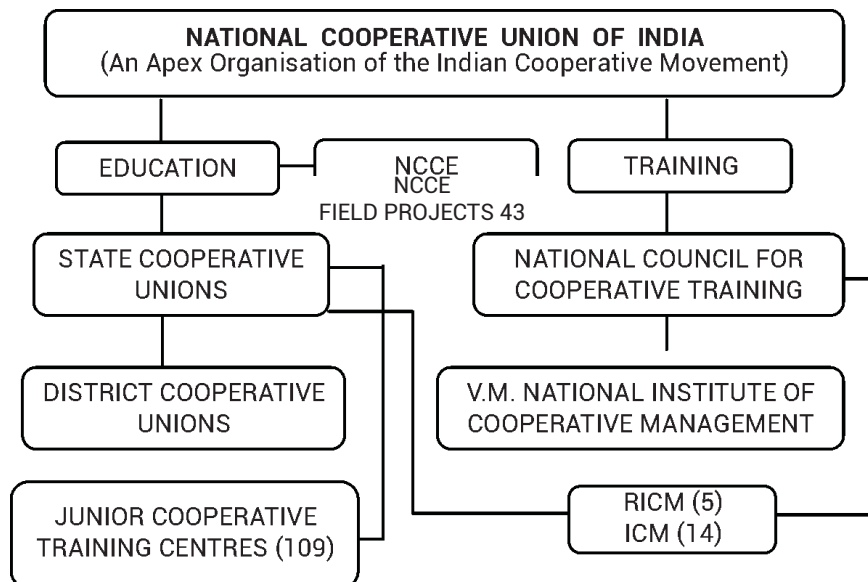 NATIONAL COOPERATIVE UNION OF INDIA
(An Apex Organisation of the Indian Cooperative Movement)
EDUCATION
NCCE
NCCE
FIELD PROJECTS 43
TRAINING
STATE COOPERATIVE
UNIONS
NATIONAL COUNCIL FOR
COOPERATIVE TRAINING
DISTRICT COOPERATIVE
UNIONS
V.M. NATIONAL INSTITUTE OF
COOPERATIVE MANAGEMENT
JUNIOR COOPERATIVE
TRAINING CENTRES (109)
RICM (5)
ICM (14)